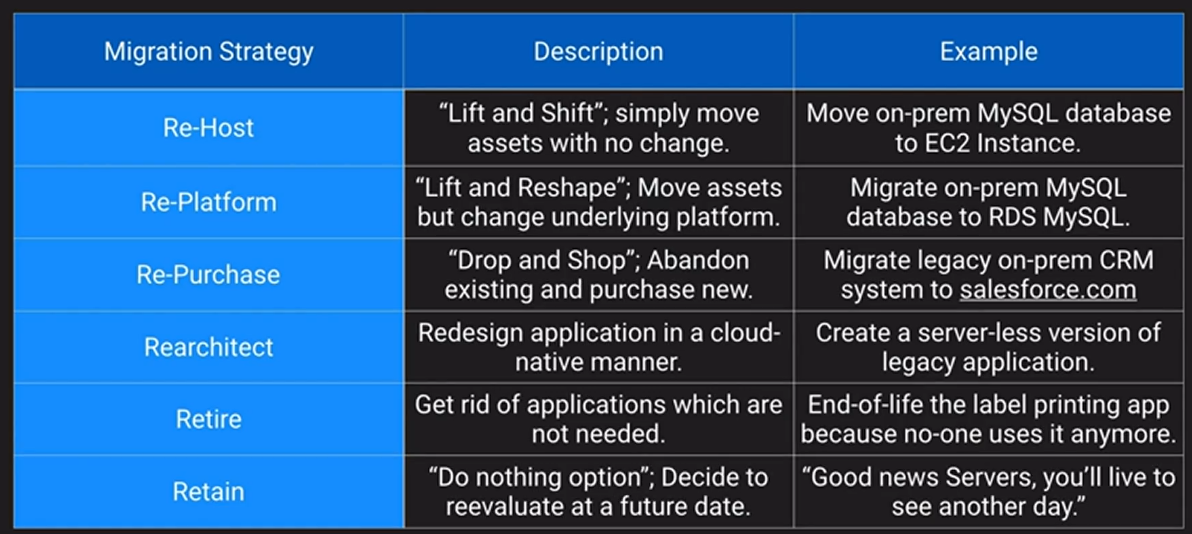 Migration Strategy
Description
Example
Re-Host
“Lift and Shift”; simply move
assets with no change.
Move on-prem MySQL database
to EC2 Instance.
Re-Platform
“Lift and Reshape”; Move assets
but change underlying platform.
Migrate on-prem MySQL
database to RDS MySQL.
Re-Purchase
“Drop and Shop”; Abandon
existing and purchase new.
Migrate legacy on-prem CRM
system to salesforce.com
Rearchitect
Redesign application in a cloud-
native manner.
Create a server-less version of
legacy application.
Retire
Get rid of applications which are
not needed.
End-of-life the label printing app
because no-one uses it anymore.
Retain
“Do nothing option”; Decide to
reevaluate at a future date.
“Good news Servers, you’ll live to
see another day.”